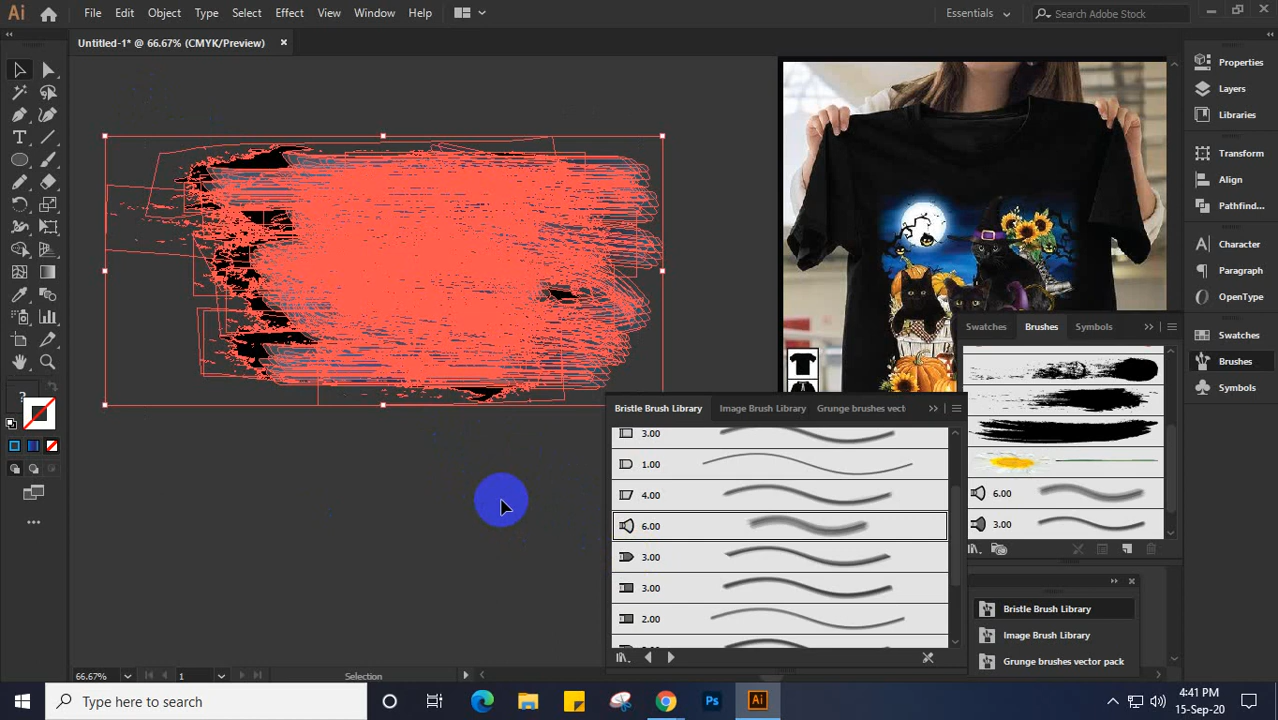 Ai File Edit Object Type Select Effect View Window Help Essentials Search Adobe Stock
Untitled-1* @ 66.67% (CMYK/Preview)
Properties
Layers
Libraries
Transform
Align
Pathfind...
Character
Paragraph
OpenType
Swatches
Brushes
Symbols
Swatches Brushes Symbols
6.00
3.00
Bristle Brush Library Image Brush Library Grunge brushes vect
3.00
1.00
4.00
6.00
3.00
3.00
2.00
Bristle Brush Library
Image Brush Library
Grunge brushes vector pack
?
T
66.67% 1 Selection
Type here to search
Ps Ai
4:41 PM
15-Sep-20